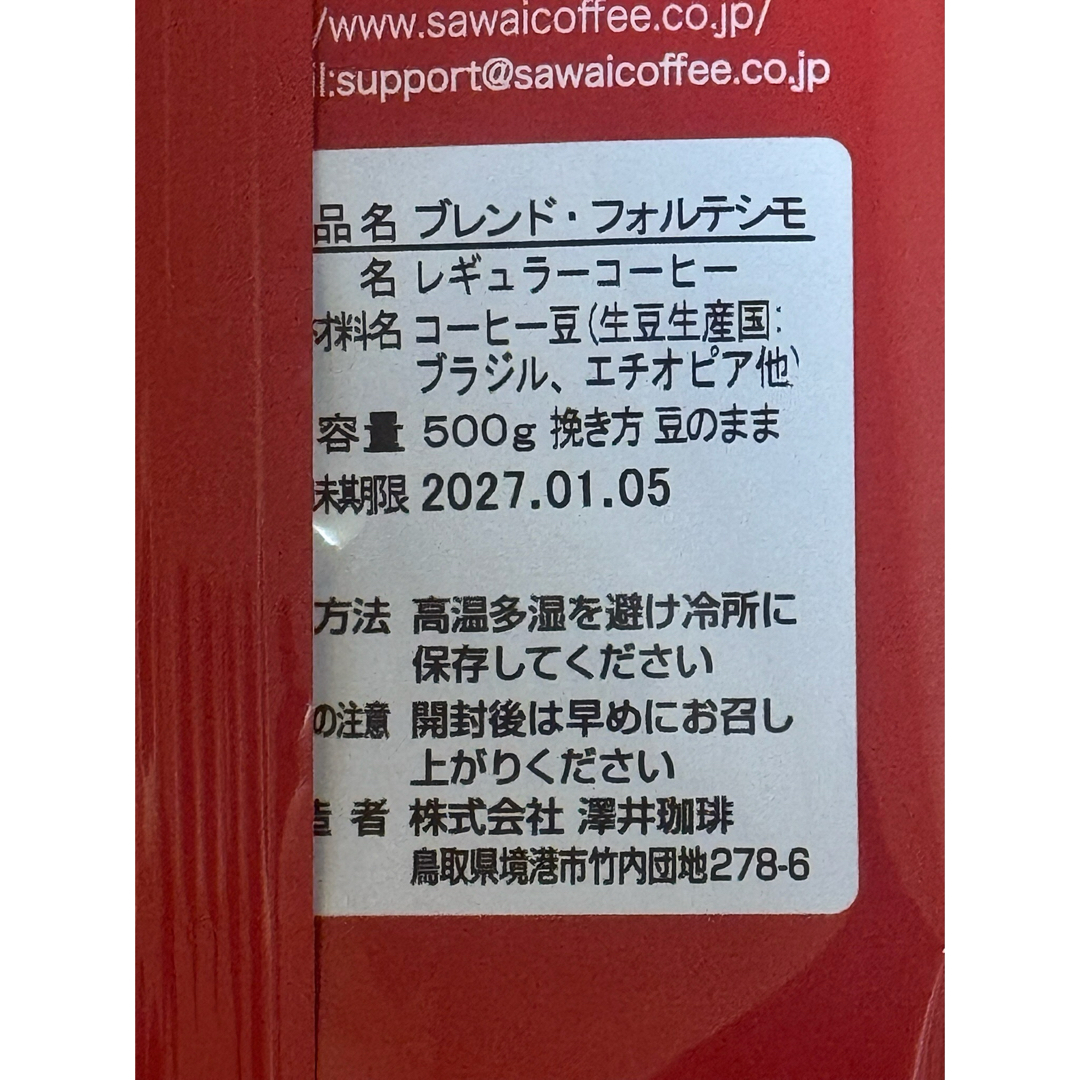 /www.sawaicoffee.co.jp/
l:support@sawaicoffee.co.jp
品名 ブレンド・フォルテシモ
名 レギュラーコーヒー
材料名 コーヒー豆(生豆生産国:
ブラジル、エチオピア他)
容量 500g 挽き方 豆のまま
味期限 2027.01.05
方法 高温多湿を避け冷所に
保存してください
の注意 開封後は早めにお召し
上がりください
造者 株式会社 澤井珈琲
鳥取県境港市竹内団地278-6